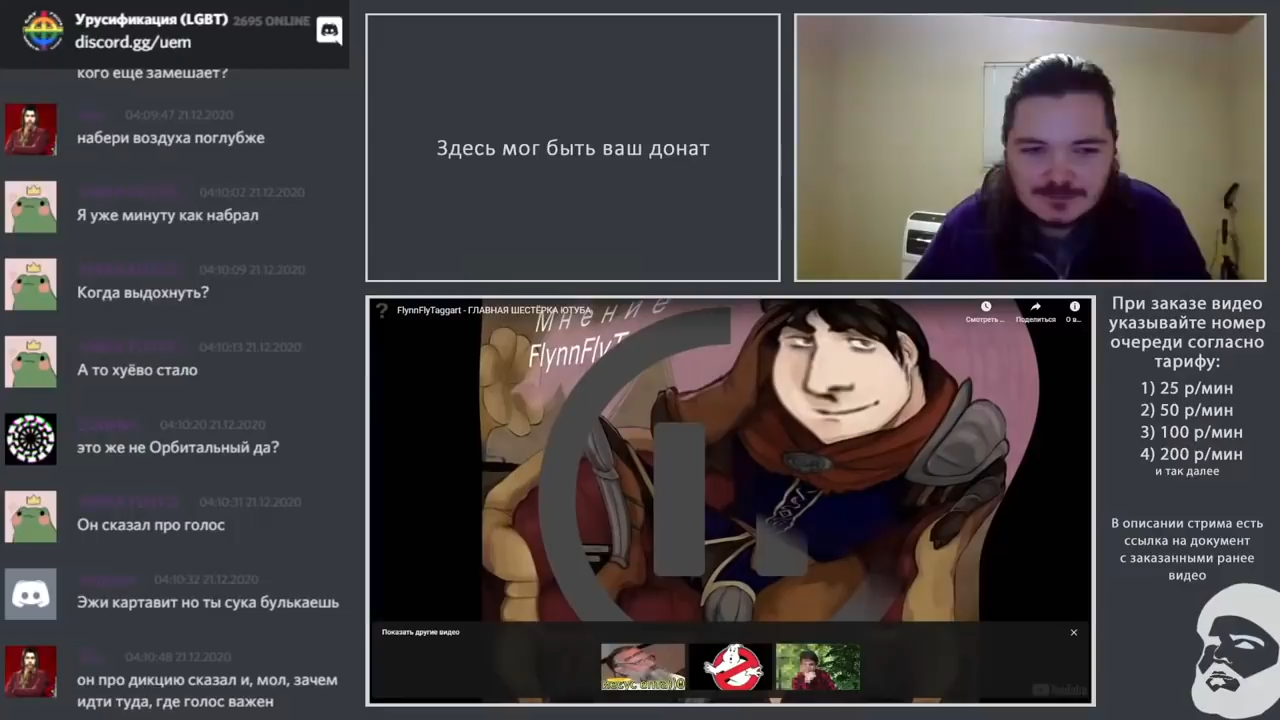 Урусификация (LGBT) 2695 ONLINE
discord.gg/uem
кого еще замешает?
04:09:47 21.12.2020
набери воздуха поглубже
04:10:02 21.12.2020
Я уже минуту как набрал
04:10:09 21.12.2020
Когда выдохнуть?
04:10:13 21.12.2020
А то хуёво стало
04:10:20 21.12.2020
это же не Орбитальный да?
04:10:31 21.12.2020
Он сказал про голос
04:10:32 21.12.2020
Эжи картавит но ты сука булькаешь
04:10:48 21.12.2020
он про дикцию сказал и, мол, зачем
идти туда, где голос важен
Здесь мог быть ваш донат
FlynnFlyTaggart - ГЛАВНАЯ ШЕСТЁРКА ЮТУБА
Смотреть ...
Поделиться
О в...
Мнение
FlynnFlyT
Показать другие видео
YouTube
При заказе видео
указывайте номер
очереди согласно
тарифу:
1) 25 р/мин
2) 50 р/мин
3) 100 р/мин
4) 200 р/мин
и так далее
В описании стрима есть
ссылка на документ
с заказанными ранее
видео